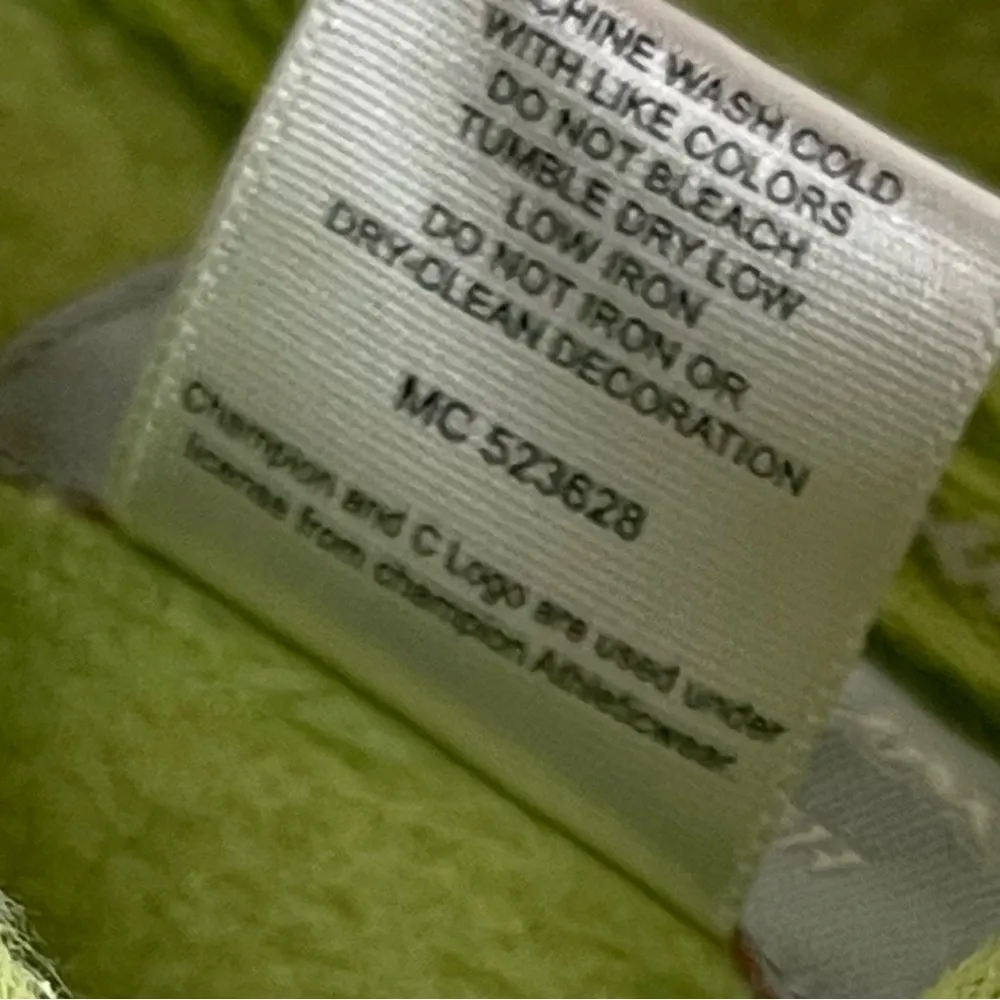 CHINE WASH COLD
WITH LIKE COLORS
DO NOT BLEACH
TUMBLE DRY LOW
LOW IRON
DO NOT IRON OR
DRY-CLEAN DECORATION
MC 523628
Champion and C Logo are used under
license from champion Athleticwear